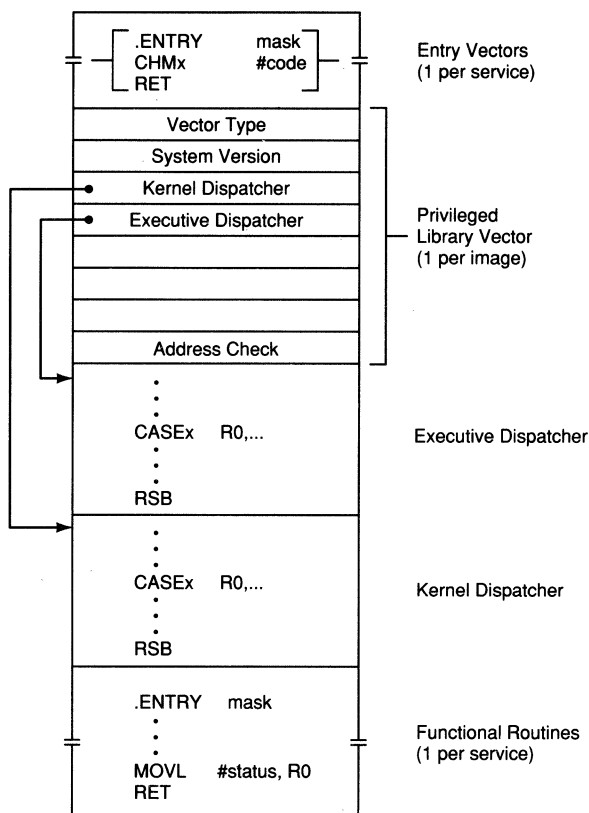 .ENTRY mask
CHMx #code
RET
Entry Vectors
(1 per service)
Vector Type
System Version
Kernel Dispatcher
Executive Dispatcher
Privileged
Library Vector
(1 per image)
Address Check
CASEx R0,...
RSB
Executive Dispatcher
CASEx R0,...
RSB
Kernel Dispatcher
.ENTRY mask
MOVL #status, R0
RET
Functional Routines
(1 per service)